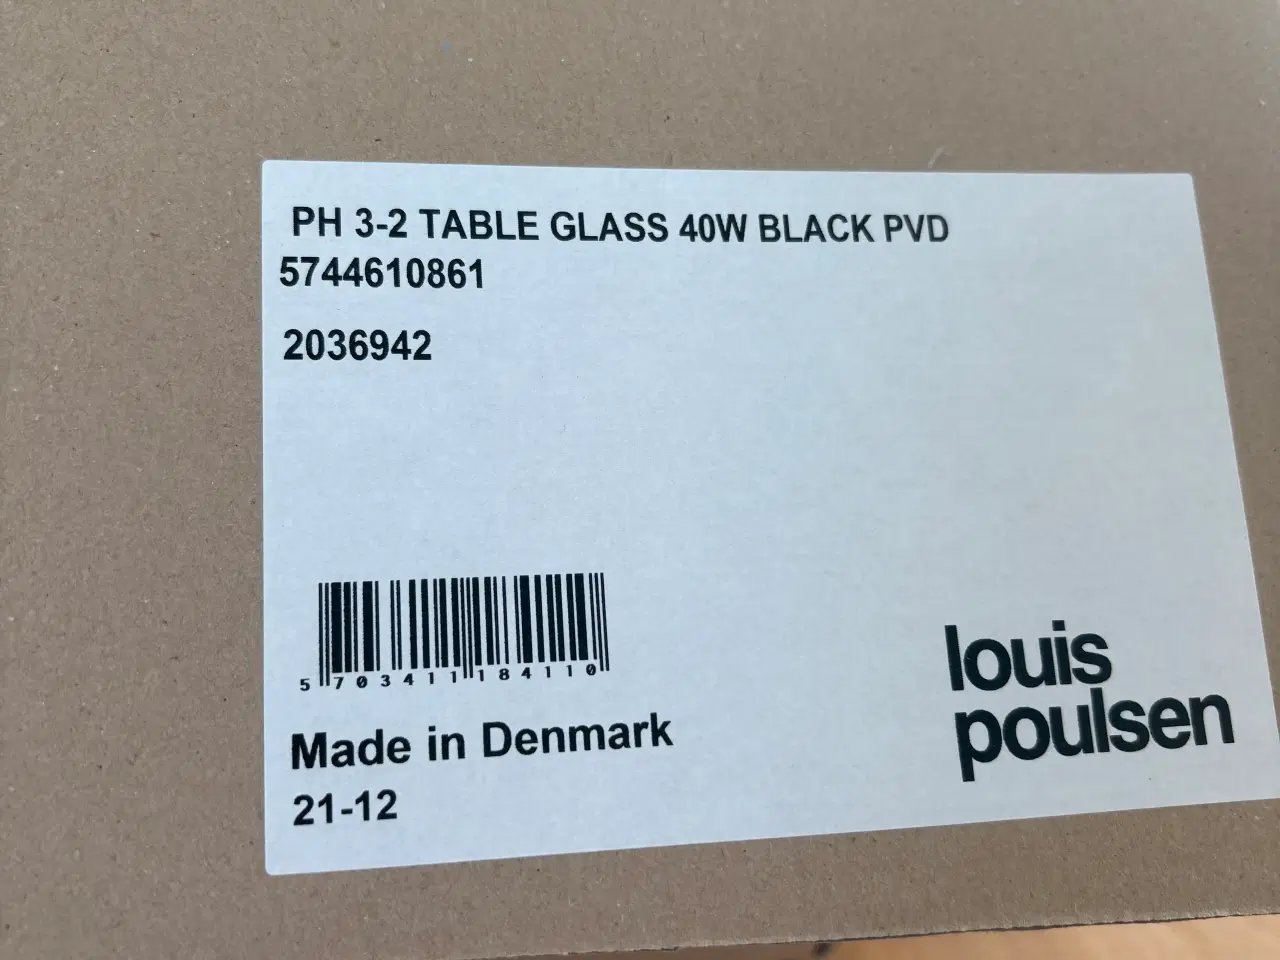 PH 3-2 TABLE GLASS 40W BLACK PVD
5744610861
2036942
5 703411 184110
Made in Denmark
21-12
louis
poulsen